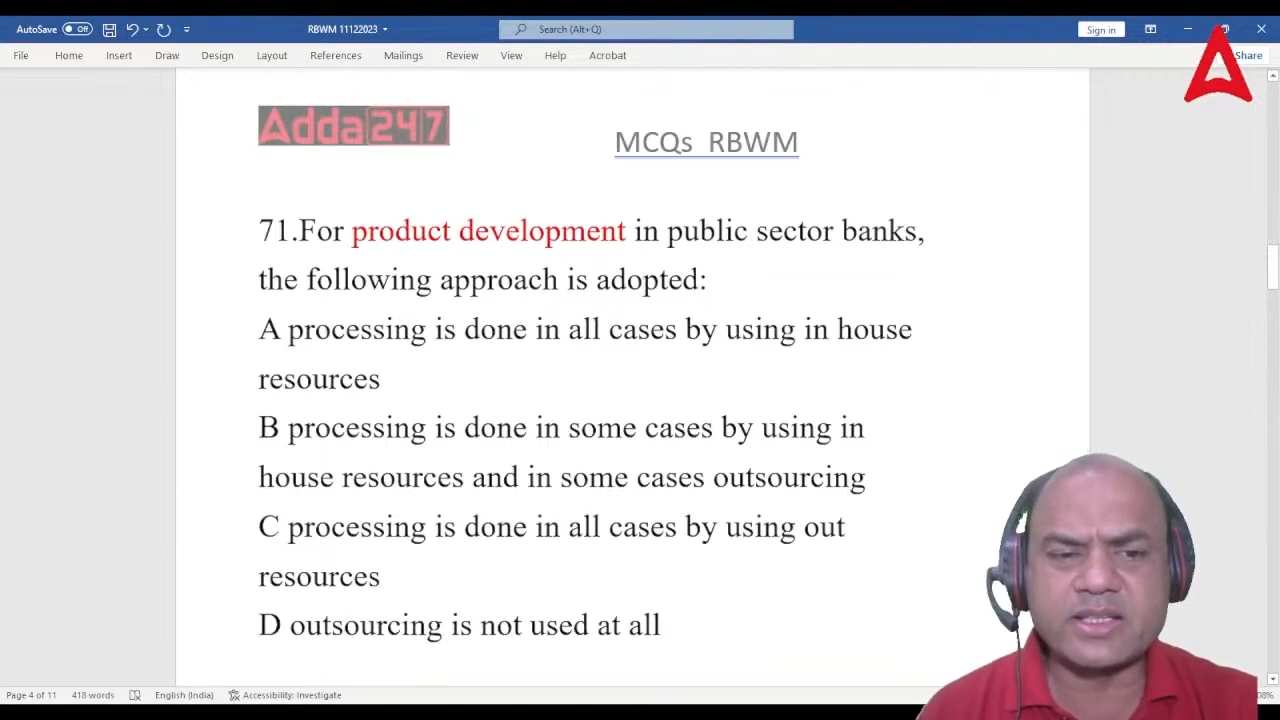 AutoSave Off RBWM 11122023 Search (Alt+Q) Sign in
File Home Insert Draw Design Layout References Mailings Review View Help Acrobat Share
Adda247
MCQs RBWM
71.For product development in public sector banks,
the following approach is adopted:
A processing is done in all cases by using in house
resources
B processing is done in some cases by using in
house resources and in some cases outsourcing
C processing is done in all cases by using out
resources
D outsourcing is not used at all
Page 4 of 11 418 words English (India) Accessibility: Investigate